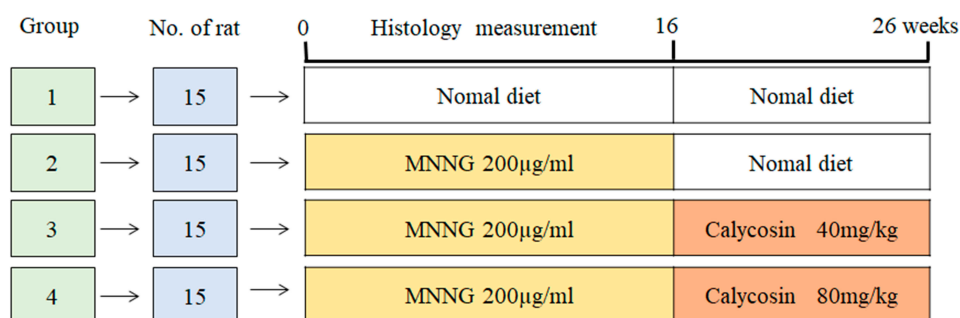 Group No. of rat 0 Histology measurement 16 26 weeks
1 15 Nomal diet Nomal diet
2 15 MNNG 200μg/ml Nomal diet
3 15 MNNG 200μg/ml Calycosin 40mg/kg
4 15 MNNG 200μg/ml Calycosin 80mg/kg